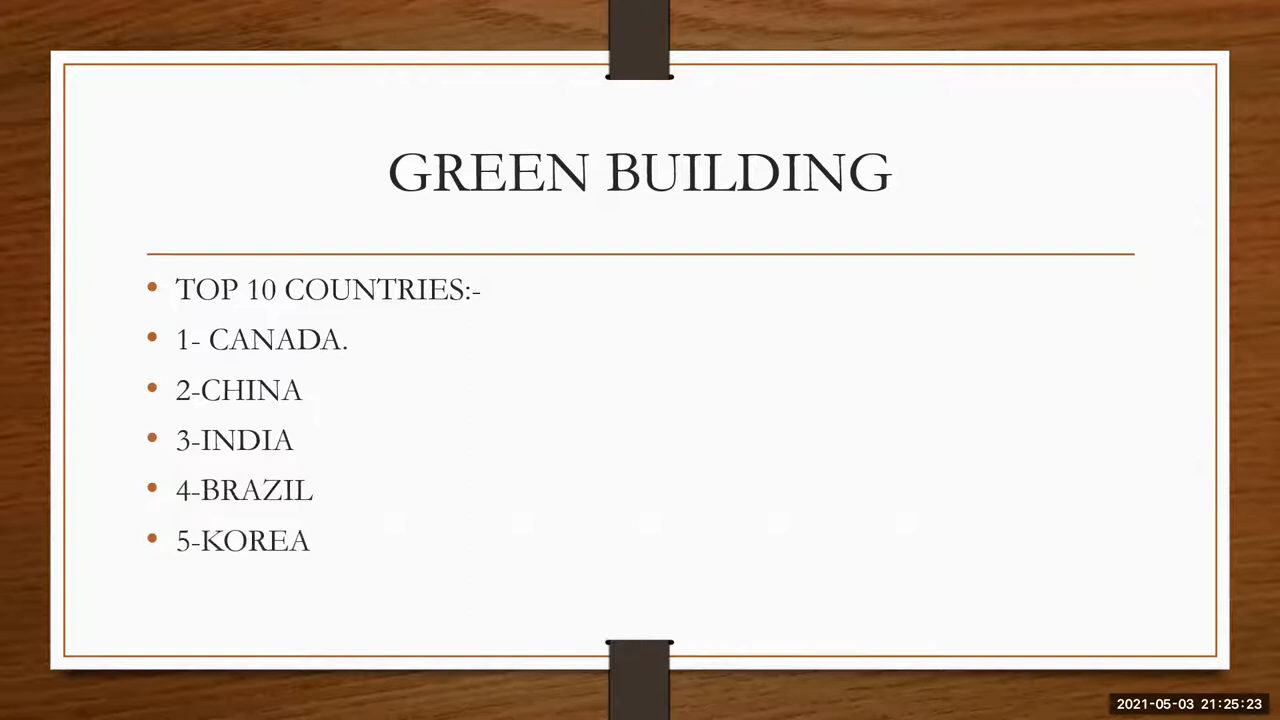 GREEN BUILDING
TOP 10 COUNTRIES:-
1- CANADA.
2-CHINA
3-INDIA
4-BRAZIL
5-KOREA
2021-05-03 21:25:23